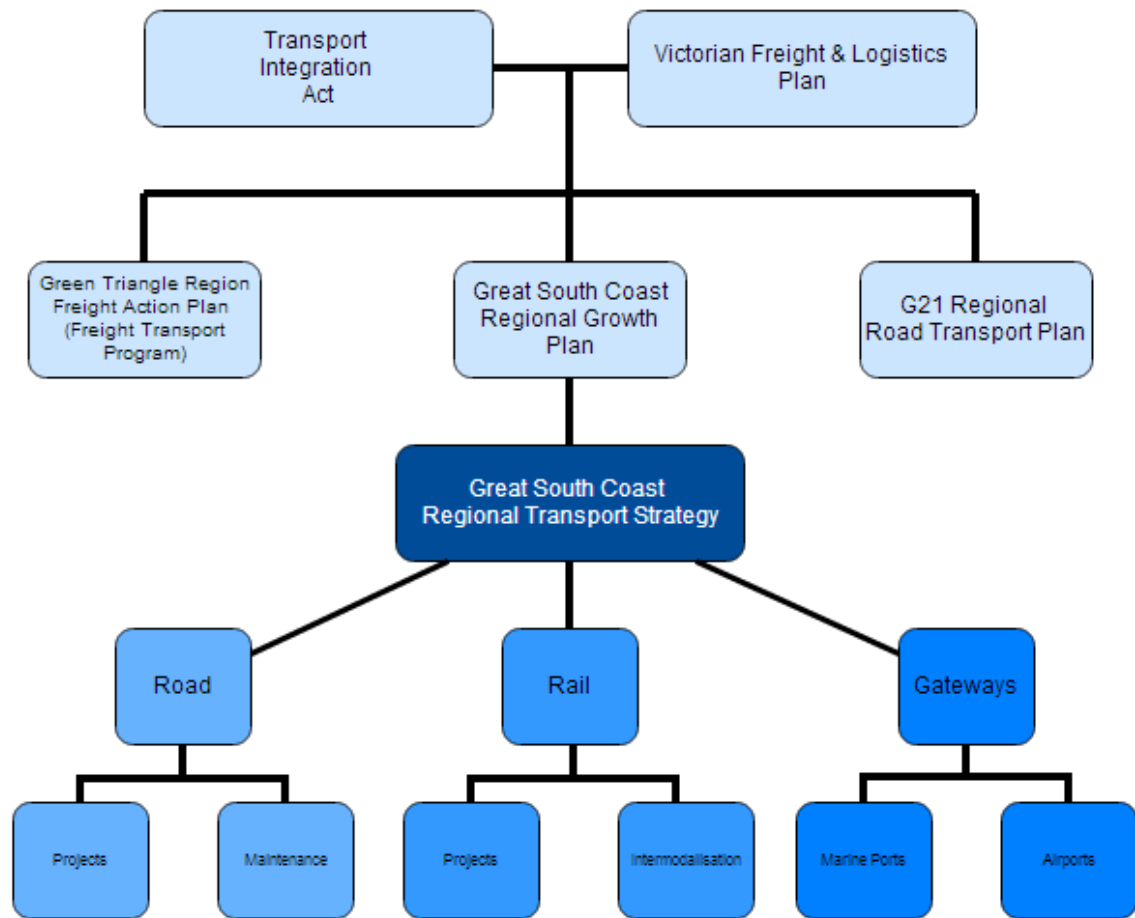 Transport
Integration
Act
Victorian Freight & Logistics
Plan
Green Triangle Region
Freight Action Plan
(Freight Transport
Program)
Great South Coast
Regional Growth
Plan
G21 Regional
Road Transport Plan
Great South Coast
Regional Transport Strategy
Road
Rail
Gateways
Projects
Maintenance
Projects
Intermodalisation
Marine Ports
Airports